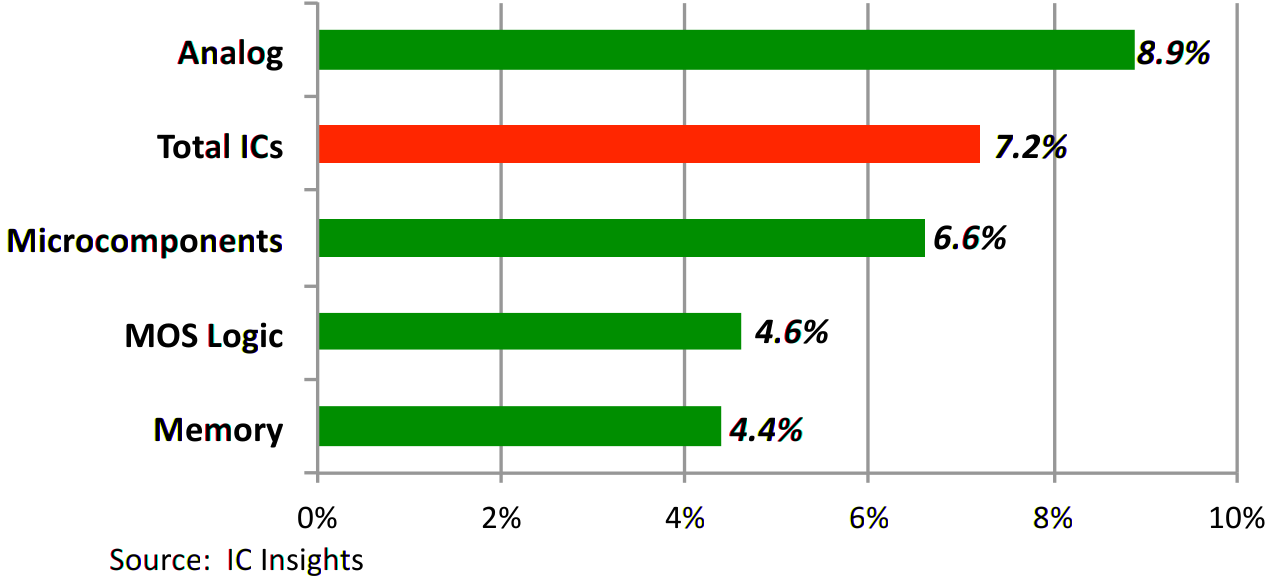 Analog 8.9%
Total ICs 7.2%
Microcomponents 6.6%
MOS Logic 4.6%
Memory 4.4%
0% 2% 4% 6% 8% 10%
Source: IC Insights